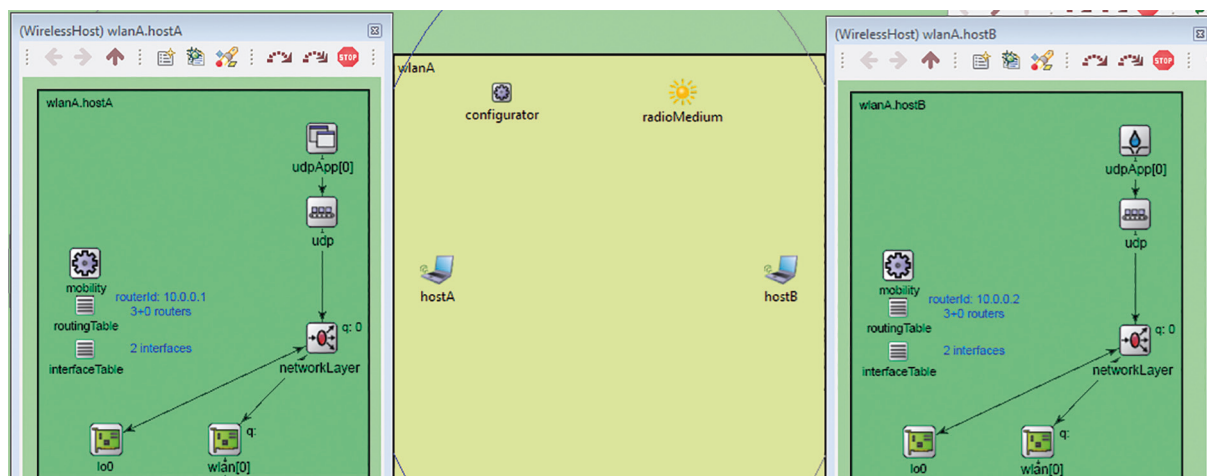 (WirelessHost) wlanA.hostA
STOP
wlanA.hostA
udpApp[0]
udp
mobility
routerId: 10.0.0.1
3+0 routers
routingTable
2 interfaces
interfaceTable
q: 0
networkLayer
q:
lo0
wlan[0]
wlanA
configurator
radioMedium
hostA
hostB
(WirelessHost) wlanA.hostB
STOP
wlanA.hostB
udpApp[0]
udp
mobility
routerId: 10.0.0.2
3+0 routers
routingTable
2 interfaces
interfaceTable
q: 0
networkLayer
q:
lo0
wlan[0]